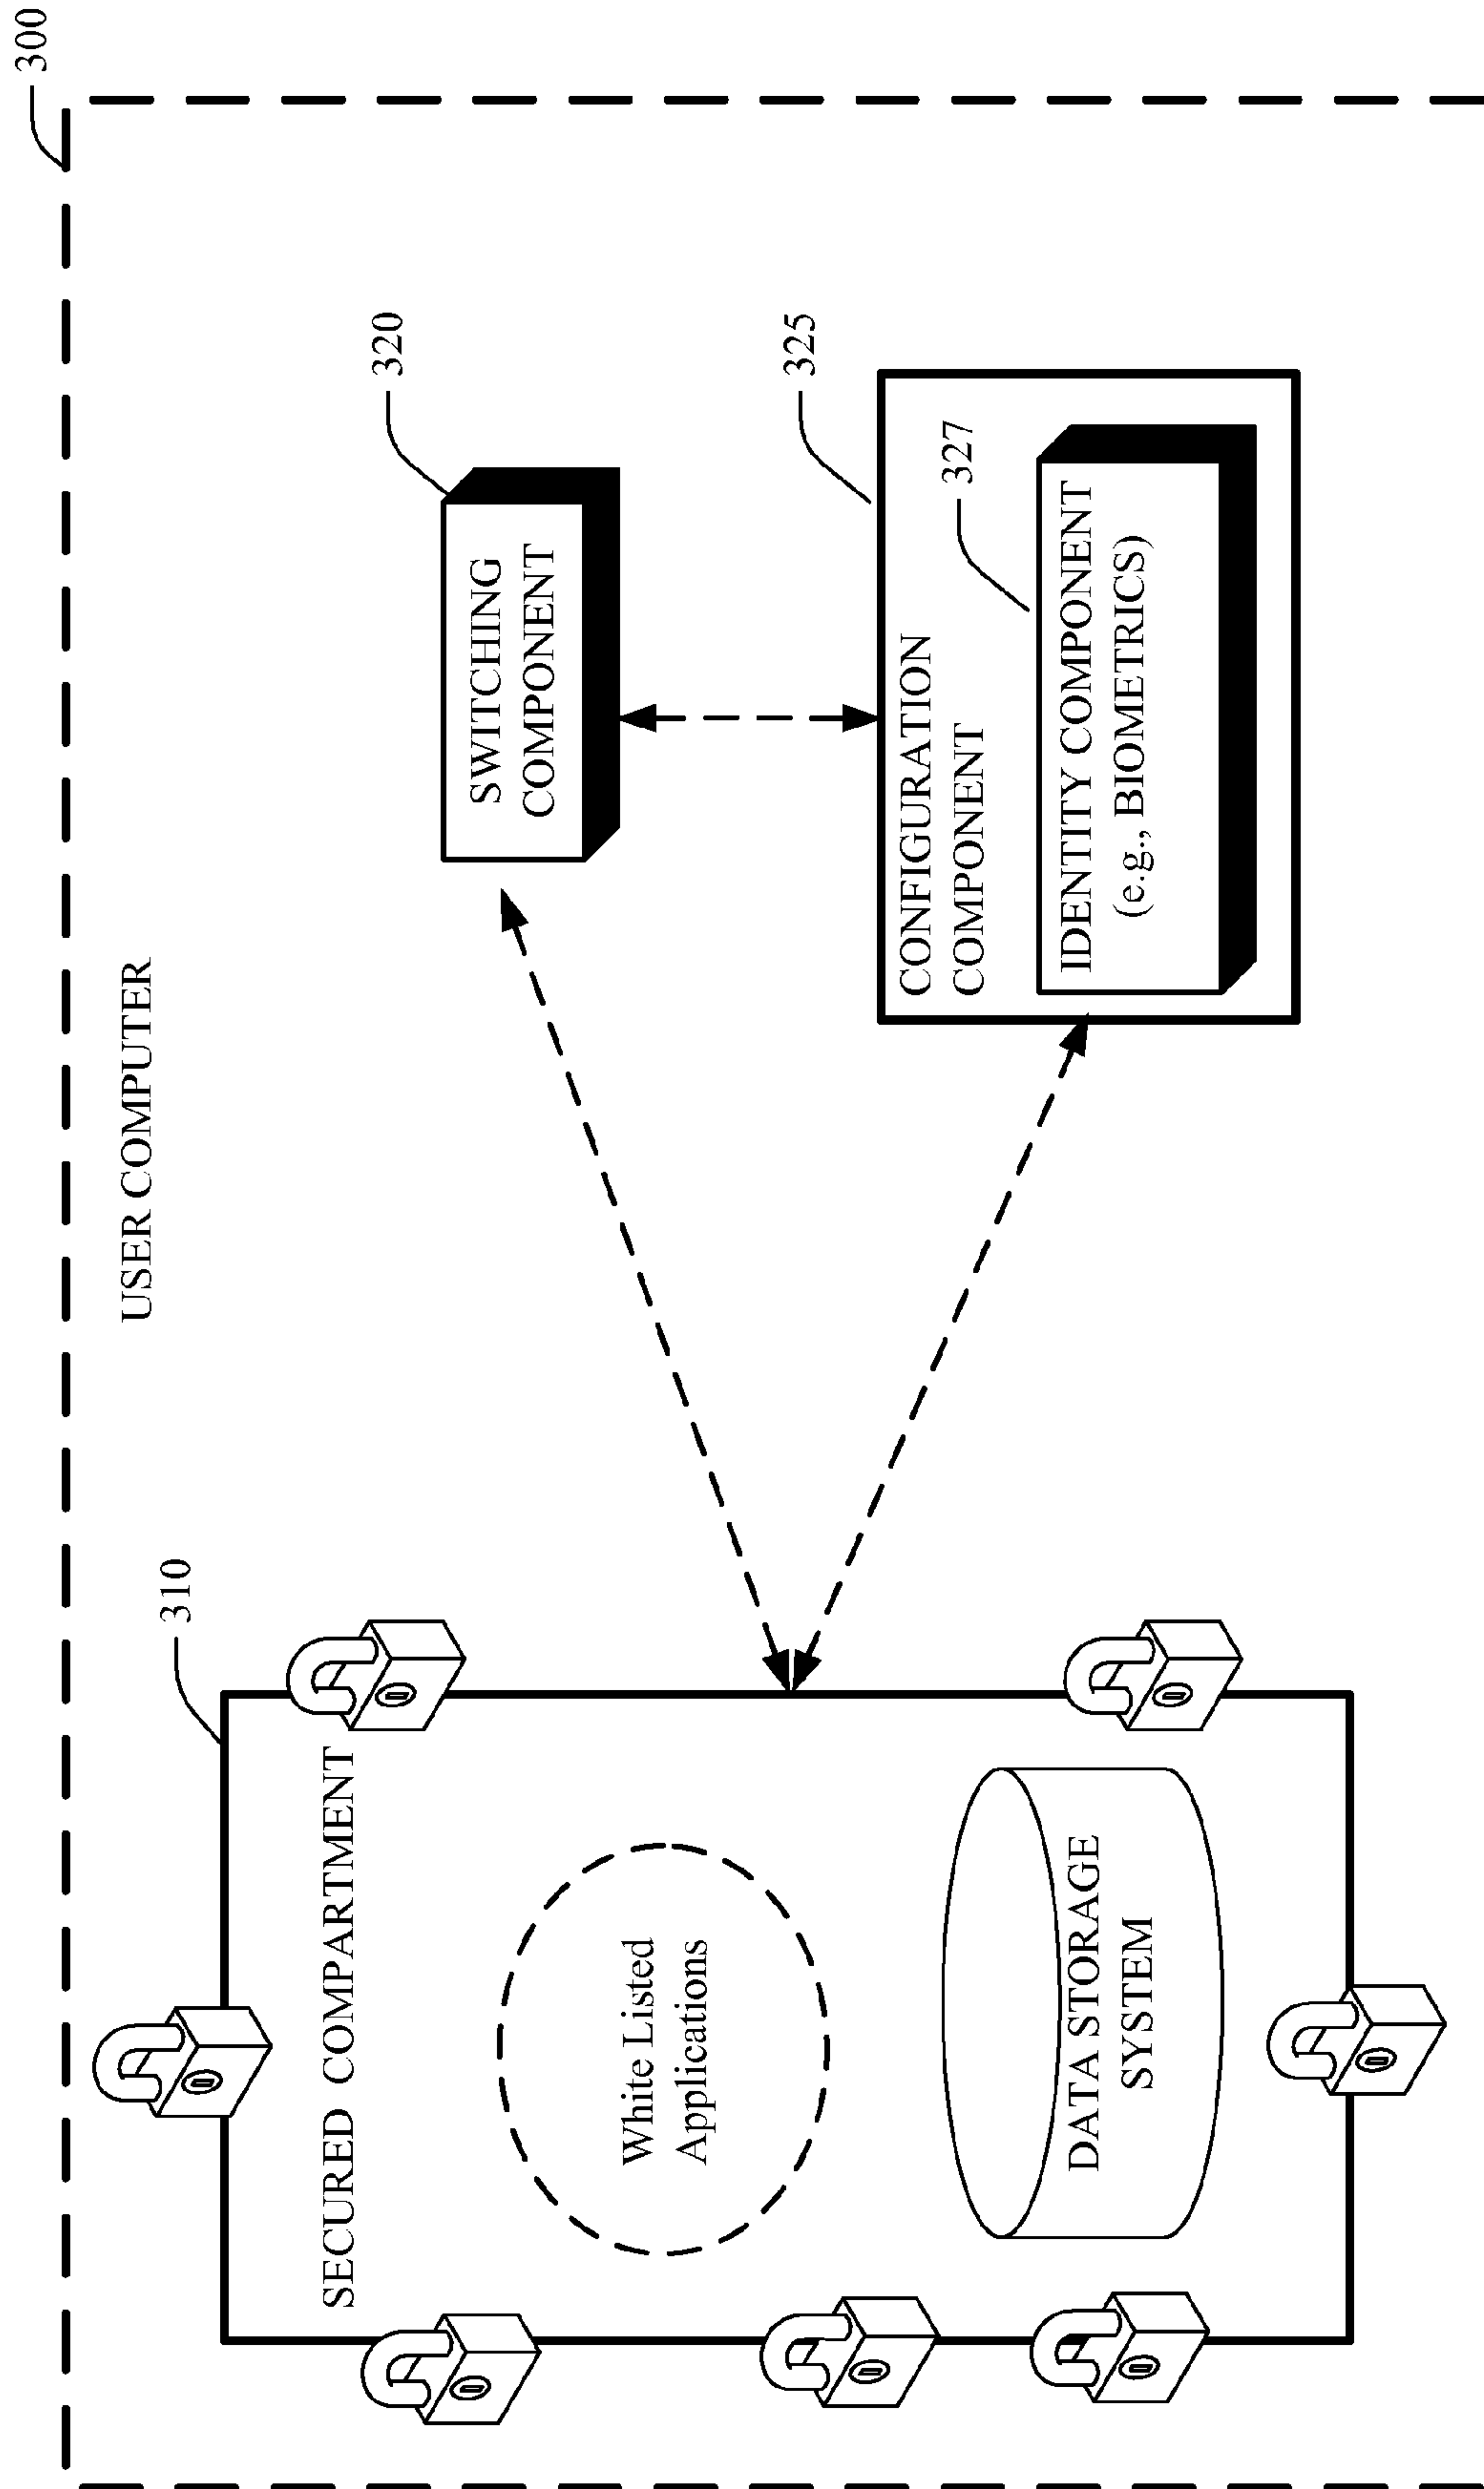 300
USER COMPUTER
310
SECURED COMPARTMENT
White Listed
Applications
DATA STORAGE
SYSTEM
320
SWITCHING
COMPONENT
325
CONFIGURATION
COMPONENT
327
IDENTITY COMPONENT
(e.g., BIOMETRICS)